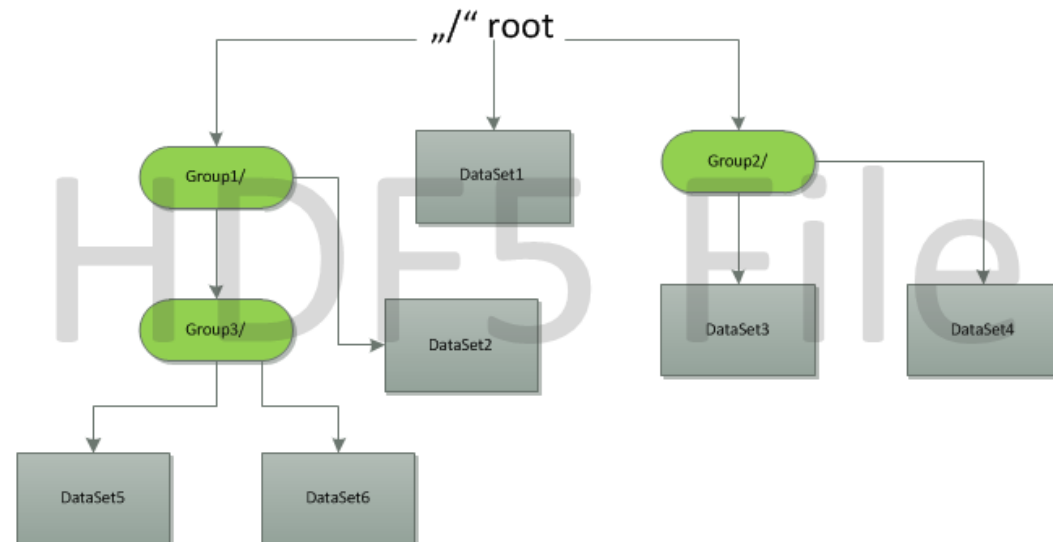 „/“ root
Group1/
DataSet1
Group2/
HDF5 File
Group3/
DataSet2
DataSet3
DataSet4
DataSet5
DataSet6